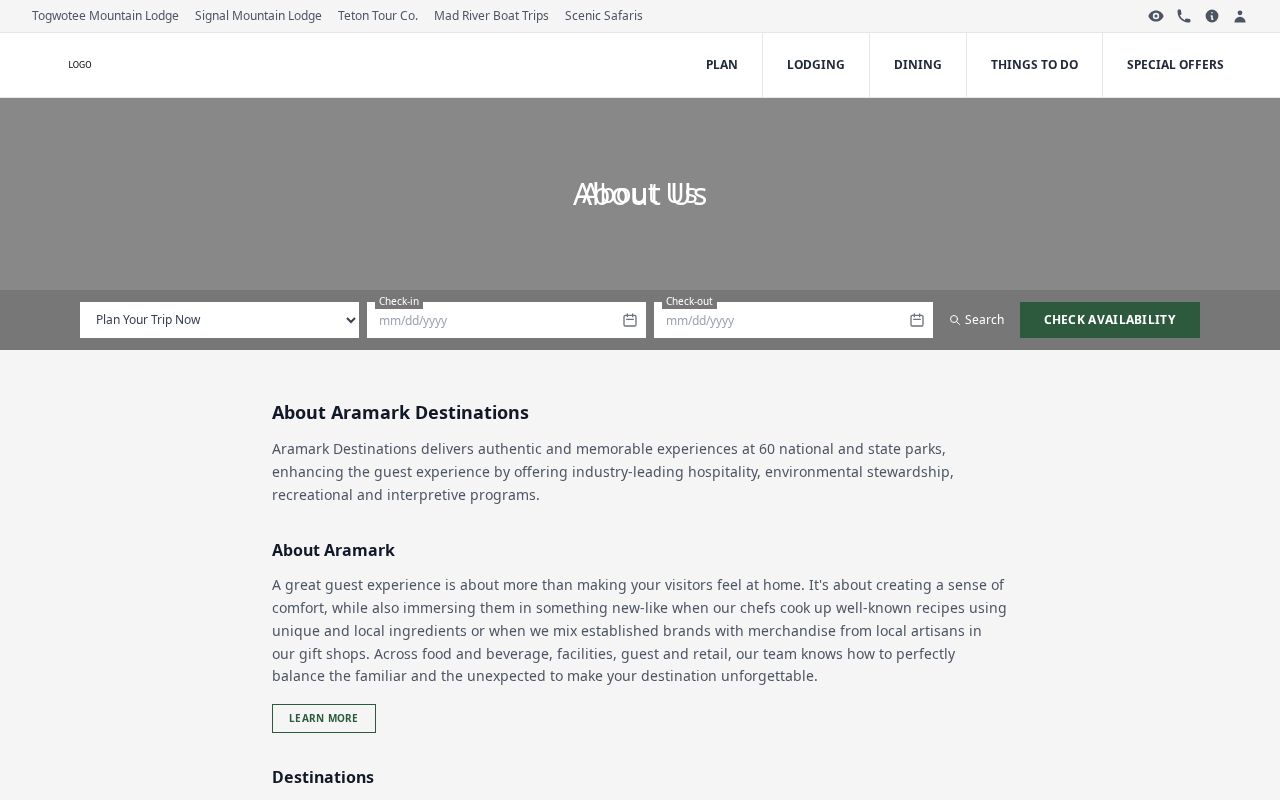 Togwotee Mountain Lodge Signal Mountain Lodge Teton Tour Co. Mad River Boat Trips Scenic Safaris
LOGO
PLAN LODGING DINING THINGS TO DO SPECIAL OFFERS
About Us
About Us
Check-in Check-out
Plan Your Trip Now mm/dd/yyyy mm/dd/yyyy Search CHECK AVAILABILITY
About Aramark Destinations
Aramark Destinations delivers authentic and memorable experiences at 60 national and state parks,
enhancing the guest experience by offering industry-leading hospitality, environmental stewardship,
recreational and interpretive programs.
About Aramark
A great guest experience is about more than making your visitors feel at home. It's about creating a sense of
comfort, while also immersing them in something new-like when our chefs cook up well-known recipes using
unique and local ingredients or when we mix established brands with merchandise from local artisans in
our gift shops. Across food and beverage, facilities, guest and retail, our team knows how to perfectly
balance the familiar and the unexpected to make your destination unforgettable.
LEARN MORE
Destinations